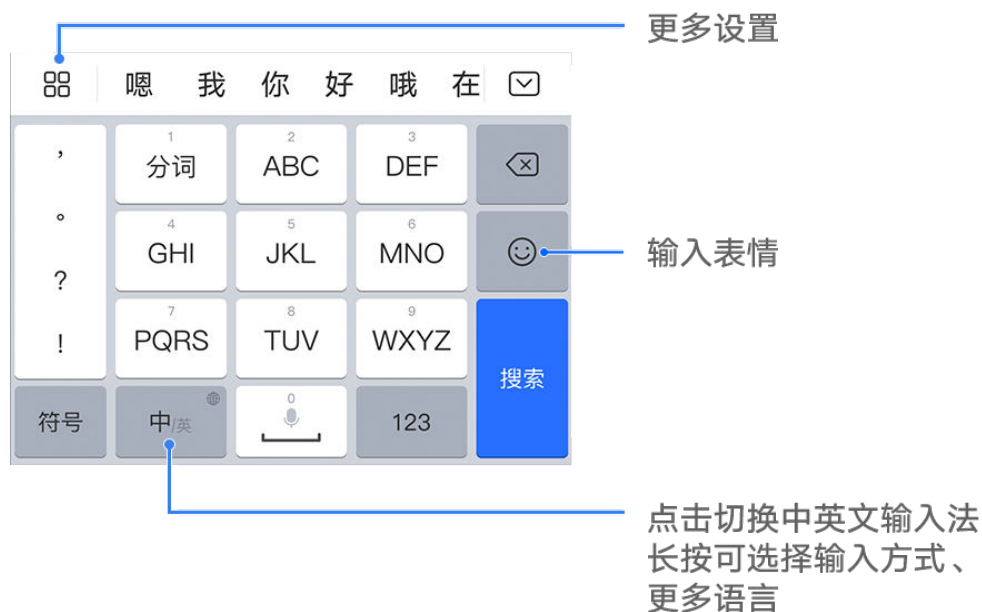 更多设置
嗯 我 你 好 哦 在
, 1 分词 2 ABC 3 DEF
。 4 GHI 5 JKL 6 MNO 输入表情
?
! 7 PQRS 8 TUV 9 WXYZ
搜索
符号 中/英 0 123
点击切换中英文输入法
长按可选择输入方式、
更多语言